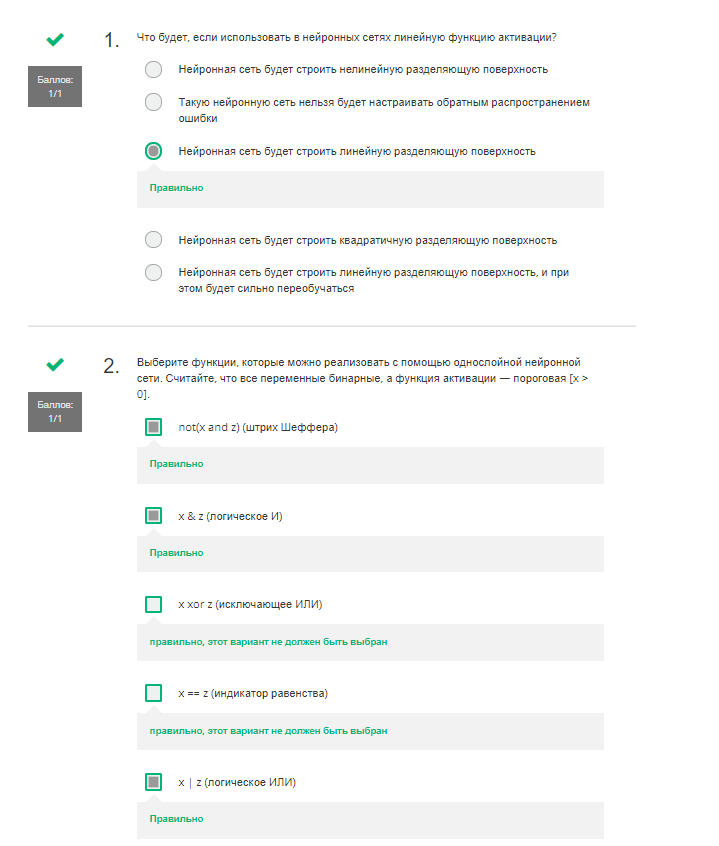 1. Что будет, если использовать в нейронных сетях линейную функцию активации?
Баллов:
1/1
Нейронная сеть будет строить нелинейную разделяющую поверхность
Такую нейронную сеть нельзя будет настраивать обратным распространением
ошибки
Нейронная сеть будет строить линейную разделяющую поверхность
Правильно
Нейронная сеть будет строить квадратичную разделяющую поверхность
Нейронная сеть будет строить линейную разделяющую поверхность, и при
этом будет сильно переобучаться
2. Выберите функции, которые можно реализовать с помощью однослойной нейронной
сети. Считайте, что все переменные бинарные, а функция активации — пороговая [x >
0].
Баллов:
1/1
not(x and z) (штрих Шеффера)
Правильно
x & z (логическое И)
Правильно
x xor z (исключающее ИЛИ)
правильно, этот вариант не должен быть выбран
x == z (индикатор равенства)
правильно, этот вариант не должен быть выбран
x | z (логическое ИЛИ)
Правильно